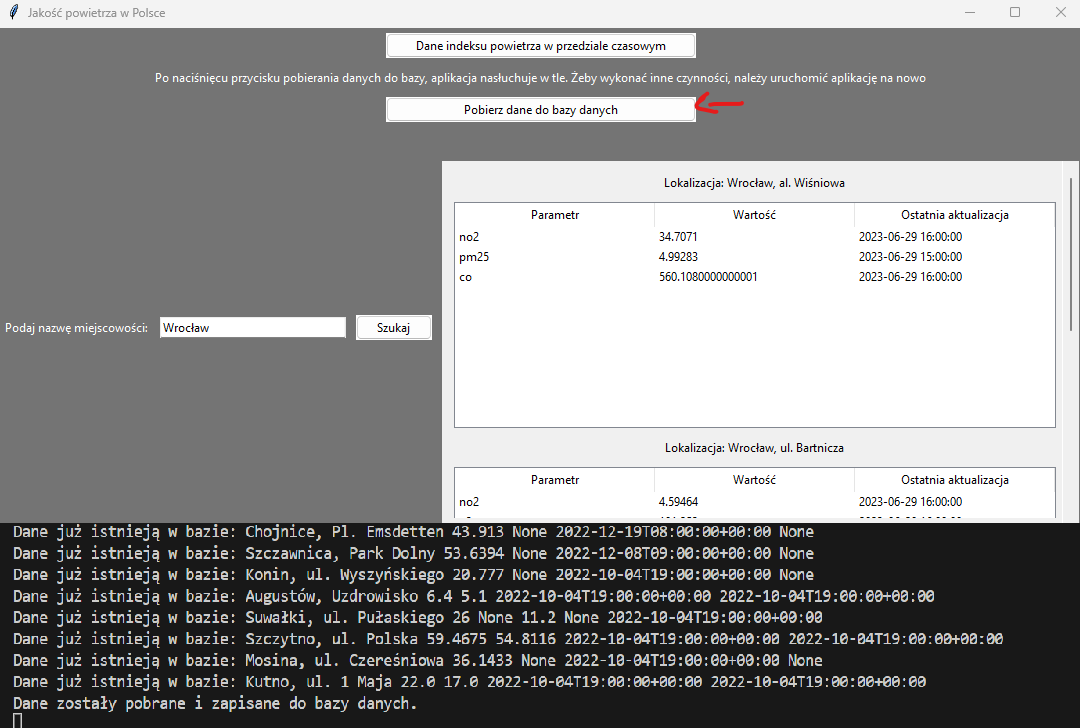 Jakość powietrza w Polsce
Dane indeksu powietrza w przedziale czasowym
Po naciśnięcu przycisku pobierania danych do bazy, aplikacja nasłuchuje w tle. Żeby wykonać inne czynności, należy uruchomić aplikację na nowo
Pobierz dane do bazy danych
Lokalizacja: Wrocław, al. Wiśniowa
Parametr Wartość Ostatnia aktualizacja
no2 34.7071 2023-06-29 16:00:00
pm25 4.99283 2023-06-29 15:00:00
co 560.1080000000001 2023-06-29 16:00:00
Podaj nazwę miejscowości: Wrocław Szukaj
Lokalizacja: Wrocław, ul. Bartnicza
Parametr Wartość Ostatnia aktualizacja
no2 4.59464 2023-06-29 16:00:00
Dane już istnieją w bazie: Chojnice, Pl. Emsdetten 43.913 None 2022-12-19T08:00:00+00:00 None
Dane już istnieją w bazie: Szczawnica, Park Dolny 53.6394 None 2022-12-08T09:00:00+00:00 None
Dane już istnieją w bazie: Konin, ul. Wyszyńskiego 20.777 None 2022-10-04T19:00:00+00:00 None
Dane już istnieją w bazie: Augustów, Uzdrowisko 6.4 5.1 2022-10-04T19:00:00+00:00 2022-10-04T19:00:00+00:00
Dane już istnieją w bazie: Suwałki, ul. Pułaskiego 26 None 11.2 None 2022-10-04T19:00:00+00:00
Dane już istnieją w bazie: Szczytno, ul. Polska 59.4675 54.8116 2022-10-04T19:00:00+00:00 2022-10-04T19:00:00+00:00
Dane już istnieją w bazie: Mosina, ul. Czereśniowa 36.1433 None 2022-10-04T19:00:00+00:00 None
Dane już istnieją w bazie: Kutno, ul. 1 Maja 22.0 17.0 2022-10-04T19:00:00+00:00 2022-10-04T19:00:00+00:00
Dane zostały pobrane i zapisane do bazy danych.